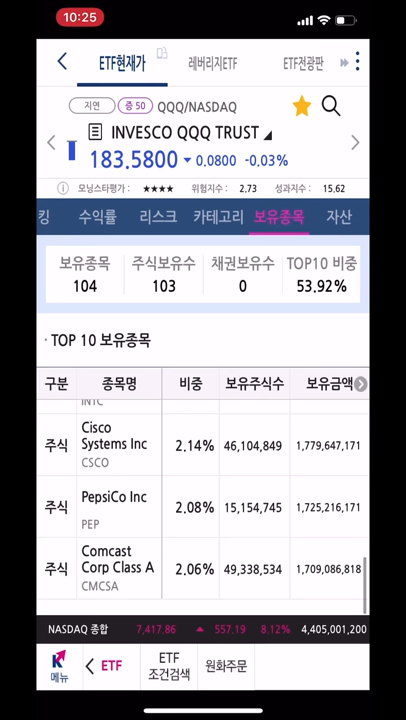 10:25
ETF현재가
레버리지ETF
ETF전광판
지연
증 50
QQQ/NASDAQ
INVESCO QQQ TRUST
183.5800
0.0800
-0.03%
모닝스타평가 : ★★★★ 위험지수 : 2.73 성과지수 : 15.62
킹 수익률 리스크 카테고리 보유종목 자산
보유종목 주식보유수 채권보유수 TOP10 비중
104 103 0 53.92%
· TOP 10 보유종목
구분 종목명 비중 보유주식수 보유금액
INTC
주식 Cisco Systems Inc 2.14% 46,104,849 1,779,647,171
CSCO
주식 PepsiCo Inc 2.08% 15,154,745 1,725,216,171
PEP
주식 Comcast Corp Class A 2.06% 49,338,534 1,709,086,818
CMCSA
NASDAQ 종합 7,417.86 ▲ 557.19 8.12% 4,405,001,200
메뉴
ETF
ETF 조건검색
원화주문